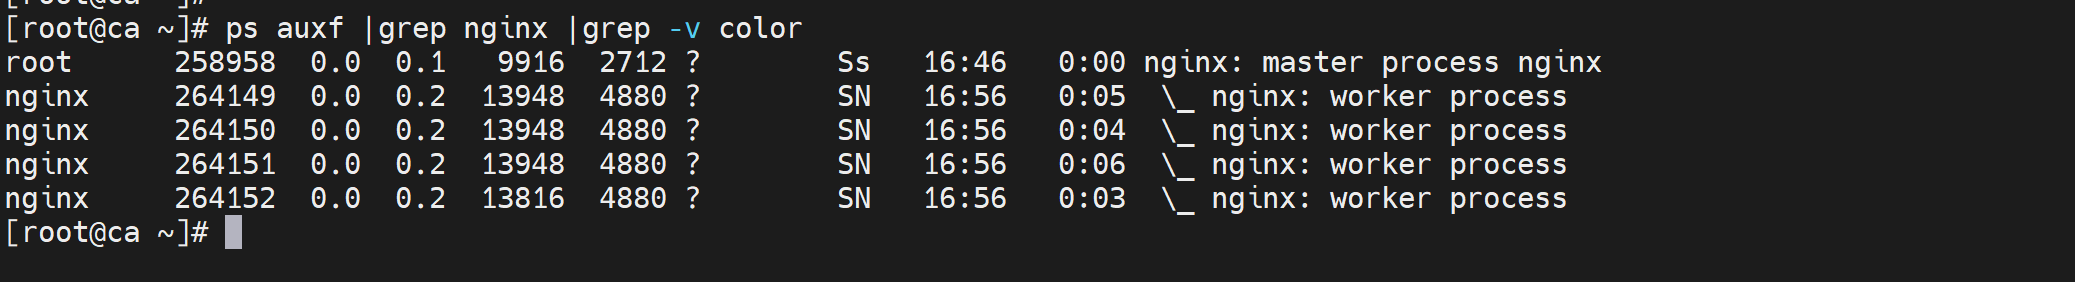 [root@ca ~]#
[root@ca ~]# ps auxf |grep nginx |grep -v color
root      258958  0.0  0.1   9916  2712 ?        Ss   16:46   0:00 nginx: master process nginx
nginx     264149  0.0  0.2  13948  4880 ?        SN   16:56   0:05  \_ nginx: worker process
nginx     264150  0.0  0.2  13948  4880 ?        SN   16:56   0:04  \_ nginx: worker process
nginx     264151  0.0  0.2  13948  4880 ?        SN   16:56   0:06  \_ nginx: worker process
nginx     264152  0.0  0.2  13816  4880 ?        SN   16:56   0:03  \_ nginx: worker process
[root@ca ~]#